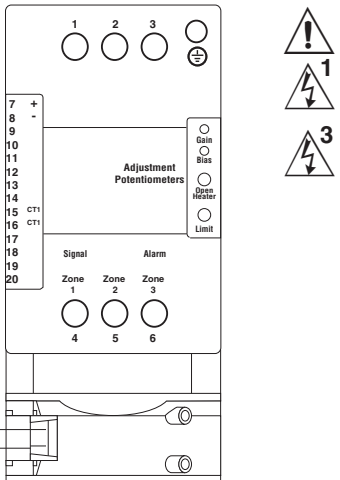 1 2 3
1
3
7 +
8 -
9
10
11
12
13
14
15 CT1
16 CT1
17
18
19
20
Gain
Bias
Open
Heater
Limit
Adjustment
Potentiometers
Signal Alarm
Zone Zone Zone
1 2 3
4 5 6